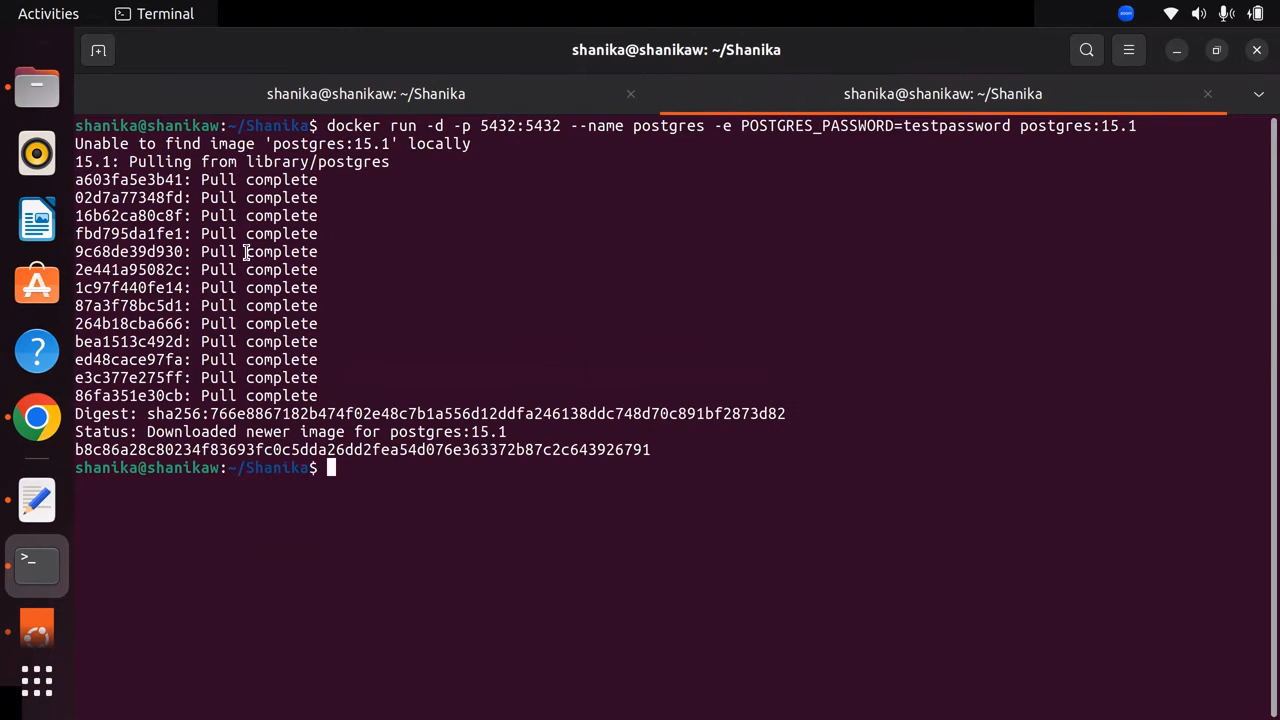 Activities
Terminal
zoom
shanika@shanikaw: ~/Shanika
shanika@shanikaw: ~/Shanika
shanika@shanikaw: ~/Shanika
shanika@shanikaw:~/Shanika$ docker run -d -p 5432:5432 --name postgres -e POSTGRES_PASSWORD=testpassword postgres:15.1
Unable to find image 'postgres:15.1' locally
15.1: Pulling from library/postgres
a603fa5e3b41: Pull complete
02d7a77348fd: Pull complete
16b62ca80c8f: Pull complete
fbd795da1fe1: Pull complete
9c68de39d930: Pull complete
2e441a95082c: Pull complete
1c97f440fe14: Pull complete
87a3f78bc5d1: Pull complete
264b18cba666: Pull complete
bea1513c492d: Pull complete
ed48cace97fa: Pull complete
e3c377e275ff: Pull complete
86fa351e30cb: Pull complete
Digest: sha256:766e8867182b474f02e48c7b1a556d12ddfa246138ddc748d70c891bf2873d82
Status: Downloaded newer image for postgres:15.1
b8c86a28c80234f83693fc0c5dda26dd2fea54d076e363372b87c2c643926791
shanika@shanikaw:~/Shanika$